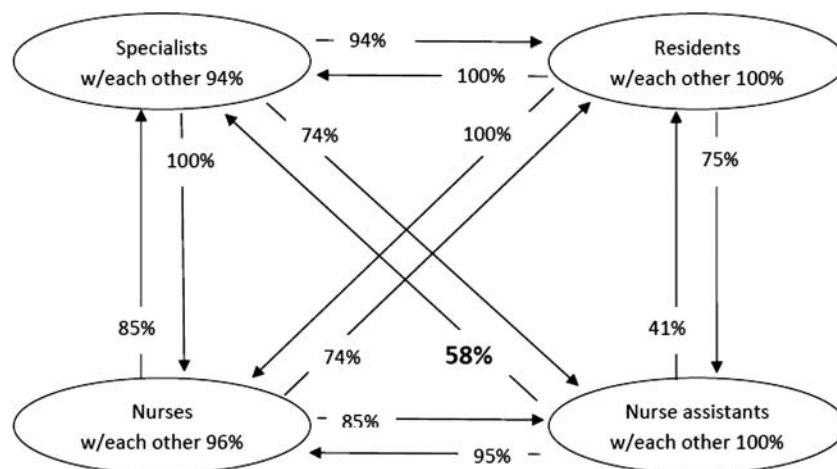 Specialists
w/each other 94%
94%
Residents
w/each other 100%
100%
100%
74%
100%
75%
85%
74%
58%
41%
Nurses
w/each other 96%
85%
95%
Nurse assistants
w/each other 100%